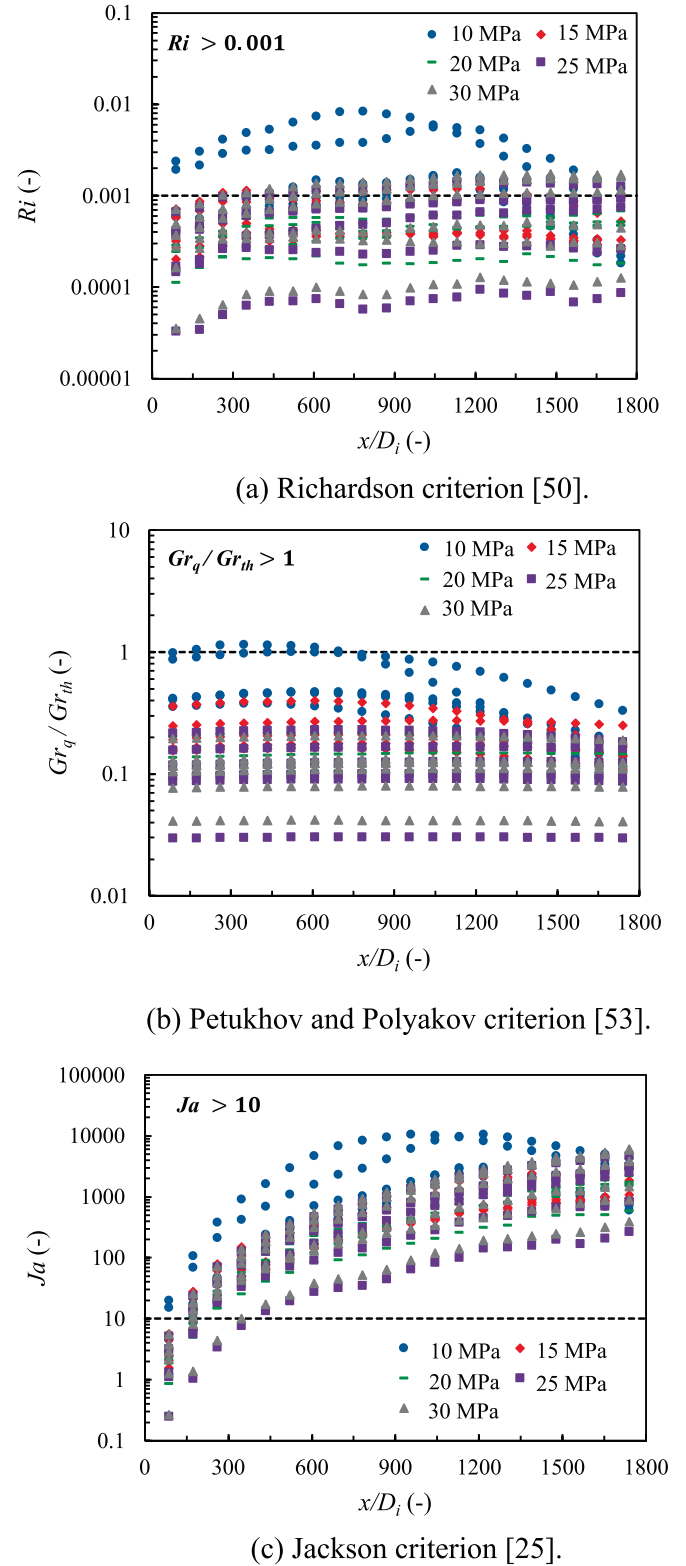 Ri > 0.001
10 MPa
15 MPa
20 MPa
25 MPa
30 MPa
0.1
0.01
0.001
0.0001
0.00001
Ri (-)
0 300 600 900 1200 1500 1800
x/Di (-)
(a) Richardson criterion [50].
Grq / Grth > 1
10 MPa
15 MPa
20 MPa
25 MPa
30 MPa
10
1
0.1
0.01
Grq / Grth (-)
0 300 600 900 1200 1500 1800
x/Di (-)
(b) Petukhov and Polyakov criterion [53].
Ja > 10
100000
10000
1000
100
10
1
0.1
Ja (-)
10 MPa
15 MPa
20 MPa
25 MPa
30 MPa
0 300 600 900 1200 1500 1800
x/Di (-)
(c) Jackson criterion [25].